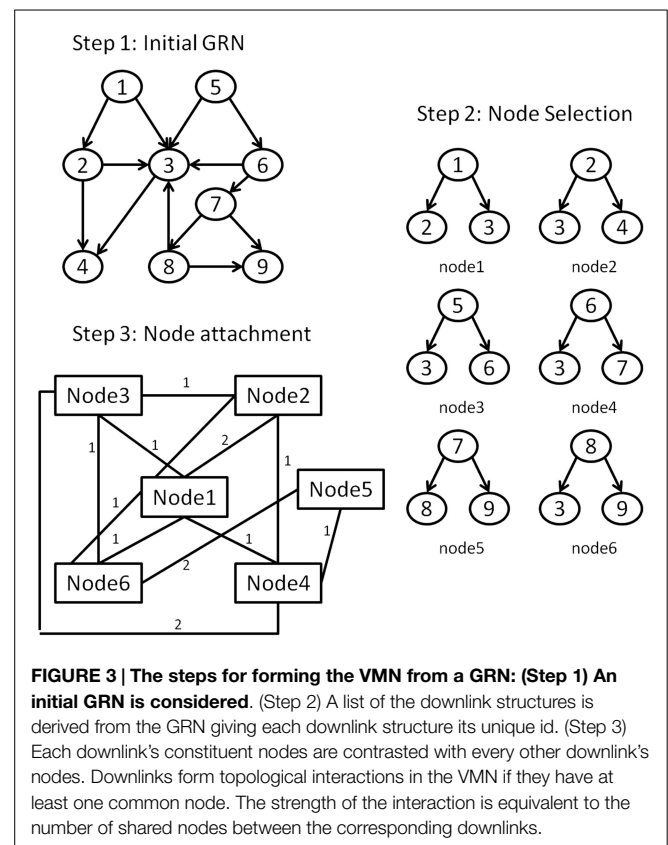 Step 1: Initial GRN
1 5
2 3 6
7
4 8 9
Step 2: Node Selection
1 2
2 3 3 4
node1 node2
5 6
3 6 3 7
node3 node4
7 8
8 9 3 9
node5 node6
Step 3: Node attachment
Node3 1 Node2
1 1 2
1
Node1 Node5
1
1 1 1
2
Node6 Node4
2
FIGURE 3 | The steps for forming the VMN from a GRN: (Step 1) An
initial GRN is considered. (Step 2) A list of the downlink structures is
derived from the GRN giving each downlink structure its unique id. (Step 3)
Each downlink's constituent nodes are contrasted with every other downlink's
nodes. Downlinks form topological interactions in the VMN if they have at
least one common node. The strength of the interaction is equivalent to the
number of shared nodes between the corresponding downlinks.